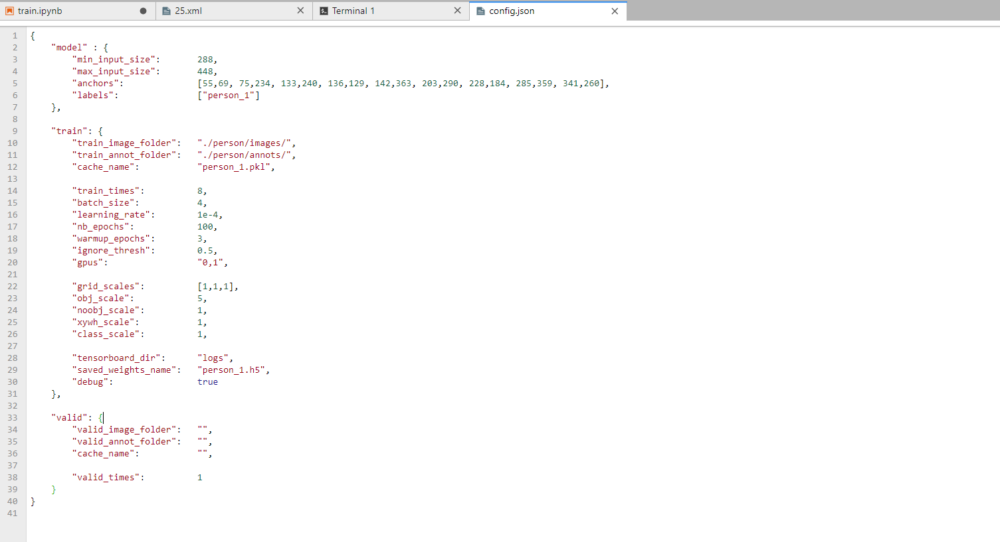 train.ipynb 25.xml Terminal 1 config.json
1 {
2 "model" : {
3 "min_input_size": 288,
4 "max_input_size": 448,
5 "anchors": [55,69, 75,234, 133,240, 136,129, 142,363, 203,290, 228,184, 285,359, 341,260],
6 "labels": ["person_1"]
7 },
8
9 "train": {
10 "train_image_folder": "./person/images/",
11 "train_annot_folder": "./person/annots/",
12 "cache_name": "person_1.pkl",
13
14 "train_times": 8,
15 "batch_size": 4,
16 "learning_rate": 1e-4,
17 "nb_epochs": 100,
18 "warmup_epochs": 3,
19 "ignore_thresh": 0.5,
20 "gpus": "0,1",
21
22 "grid_scales": [1,1,1],
23 "obj_scale": 5,
24 "noobj_scale": 1,
25 "xywh_scale": 1,
26 "class_scale": 1,
27
28 "tensorboard_dir": "logs",
29 "saved_weights_name": "person_1.h5",
30 "debug": true
31 },
32
33 "valid": {
34 "valid_image_folder": "",
35 "valid_annot_folder": "",
36 "cache_name": "",
37
38 "valid_times": 1
39 }
40 }
41